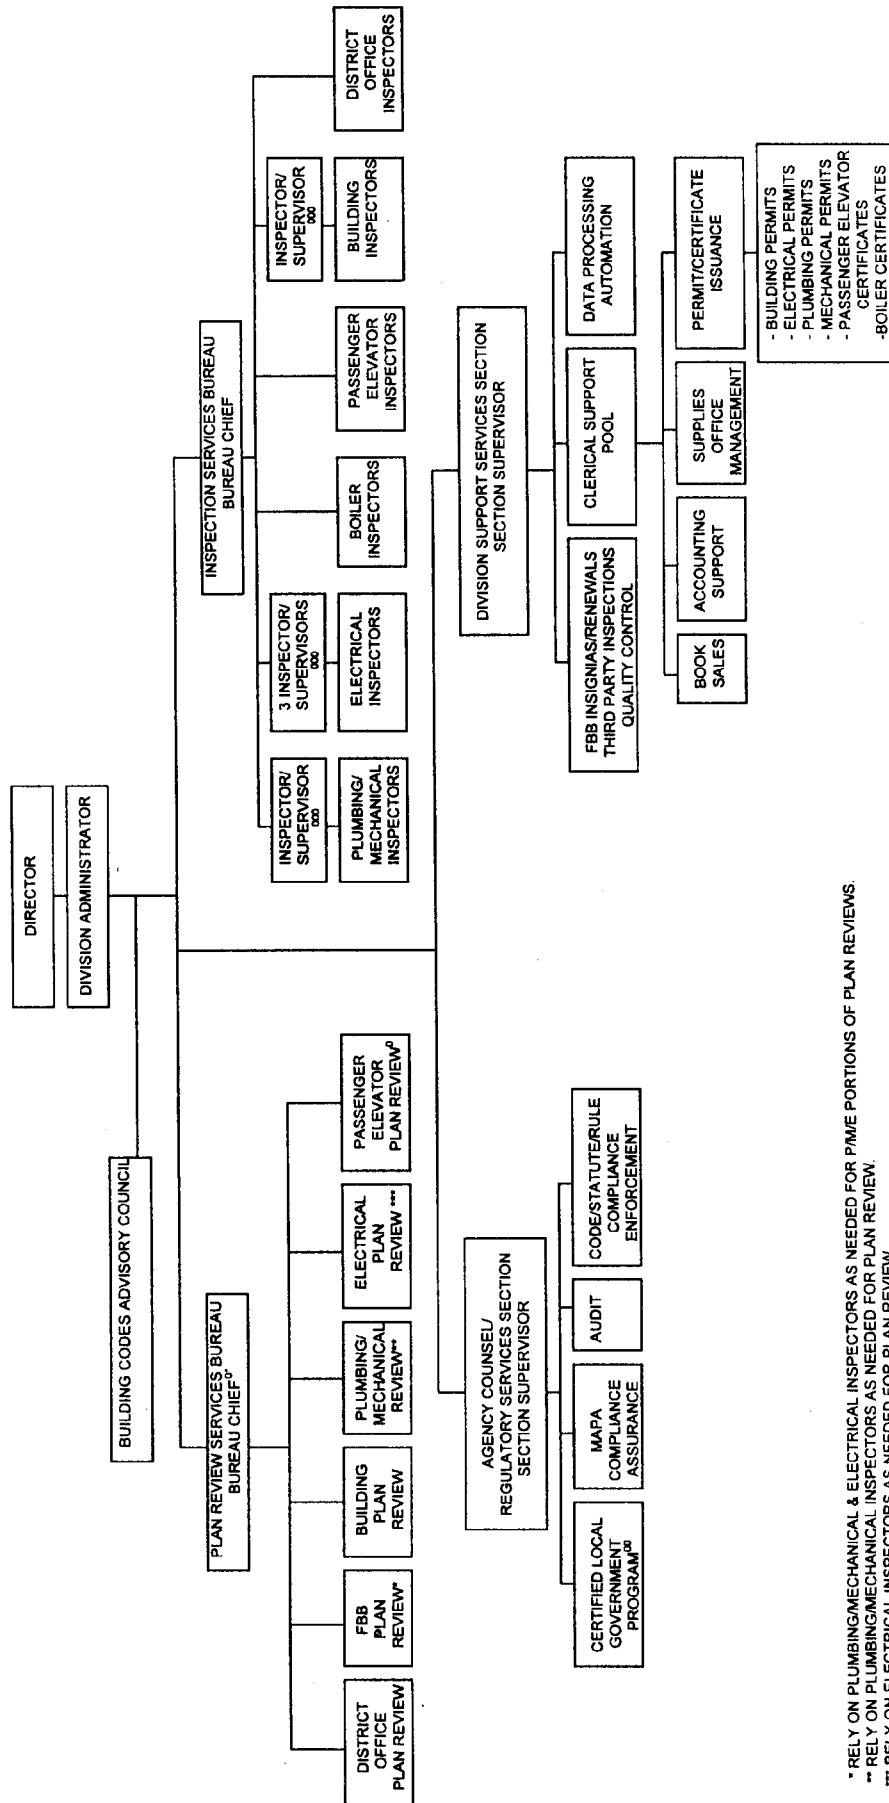 DIRECTOR
DIVISION ADMINISTRATOR
BUILDING CODES ADVISORY COUNCIL
PLAN REVIEW SERVICES BUREAU
BUREAU CHIEF
INSPECTION SERVICES BUREAU
BUREAU CHIEF
DISTRICT
OFFICE
PLAN REVIEW
FBB
PLAN
REVIEW*
BUILDING
PLAN
REVIEW
PLUMBING/
MECHANICAL
REVIEW**
ELECTRICAL
PLAN
REVIEW ***
PASSENGER
ELEVATOR
PLAN REVIEW⁰
INSPECTOR/
SUPERVISOR
000
PLUMBING/
MECHANICAL
INSPECTORS
3 INSPECTOR/
SUPERVISORS
000
ELECTRICAL
INSPECTORS
BOILER
INSPECTORS
PASSENGER
ELEVATOR
INSPECTORS
INSPECTOR/
SUPERVISOR
000
BUILDING
INSPECTORS
DISTRICT
OFFICE
INSPECTORS
AGENCY COUNSEL/
REGULATORY SERVICES SECTION
SECTION SUPERVISOR
CERTIFIED LOCAL
GOVERNMENT
PROGRAM⁰⁰
MAPA
COMPLIANCE
ASSURANCE
AUDIT
CODE/STATUTE/RULE
COMPLIANCE
ENFORCEMENT
DIVISION SUPPORT SERVICES SECTION
SECTION SUPERVISOR
FBB INSIGNIAS/RENEWALS
THIRD PARTY INSPECTIONS
QUALITY CONTROL
CLERICAL SUPPORT
POOL
DATA PROCESSING
AUTOMATION
BOOK
SALES
ACCOUNTING
SUPPORT
SUPPLIES
OFFICE
MANAGEMENT
PERMIT/CERTIFICATE
ISSUANCE
- BUILDING PERMITS
- ELECTRICAL PERMITS
- PLUMBING PERMITS
- MECHANICAL PERMITS
- PASSENGER ELEVATOR
CERTIFICATES
-BOILER CERTIFICATES
* RELY ON PLUMBING/MECHANICAL & ELECTRICAL INSPECTORS AS NEEDED FOR P/M/E PORTIONS OF PLAN REVIEWS.
** RELY ON PLUMBING/MECHANICAL INSPECTORS AS NEEDED FOR PLAN REVIEW.
*** RELY ON ELECTRICAL INSPECTORS AS NEEDED FOR PLAN REVIEW